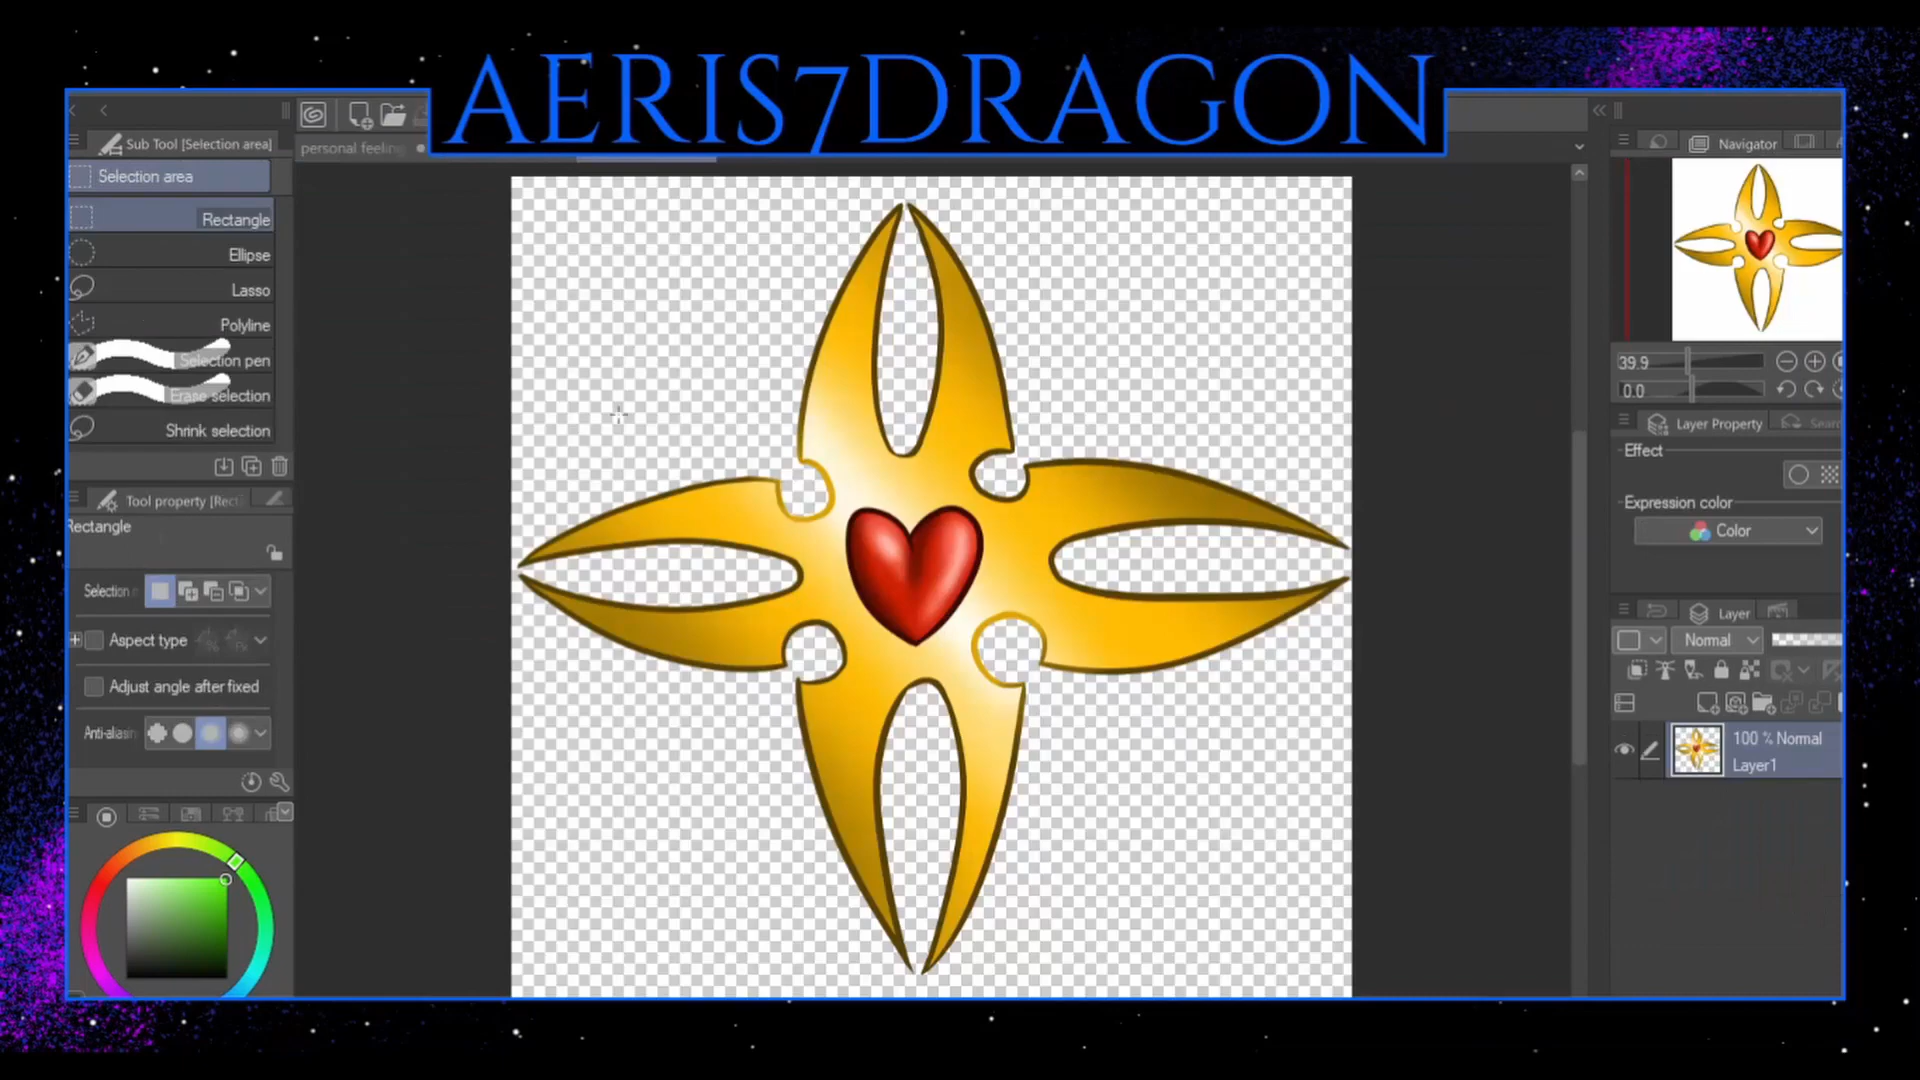 AERIS7DRAGON
Sub Tool [Selection area]
Selection area
Rectangle
Ellipse
Lasso
Polyline
Selection pen
Erase selection
Shrink selection
Tool property [Rect
Rectangle
Selection
Aspect type
Adjust angle after fixed
Anti-aliasin
personal feeling
Navigator
39.9
0.0
Layer Property
Sear
Effect
Expression color
Color
Layer
Normal
100 % Normal
Layer1